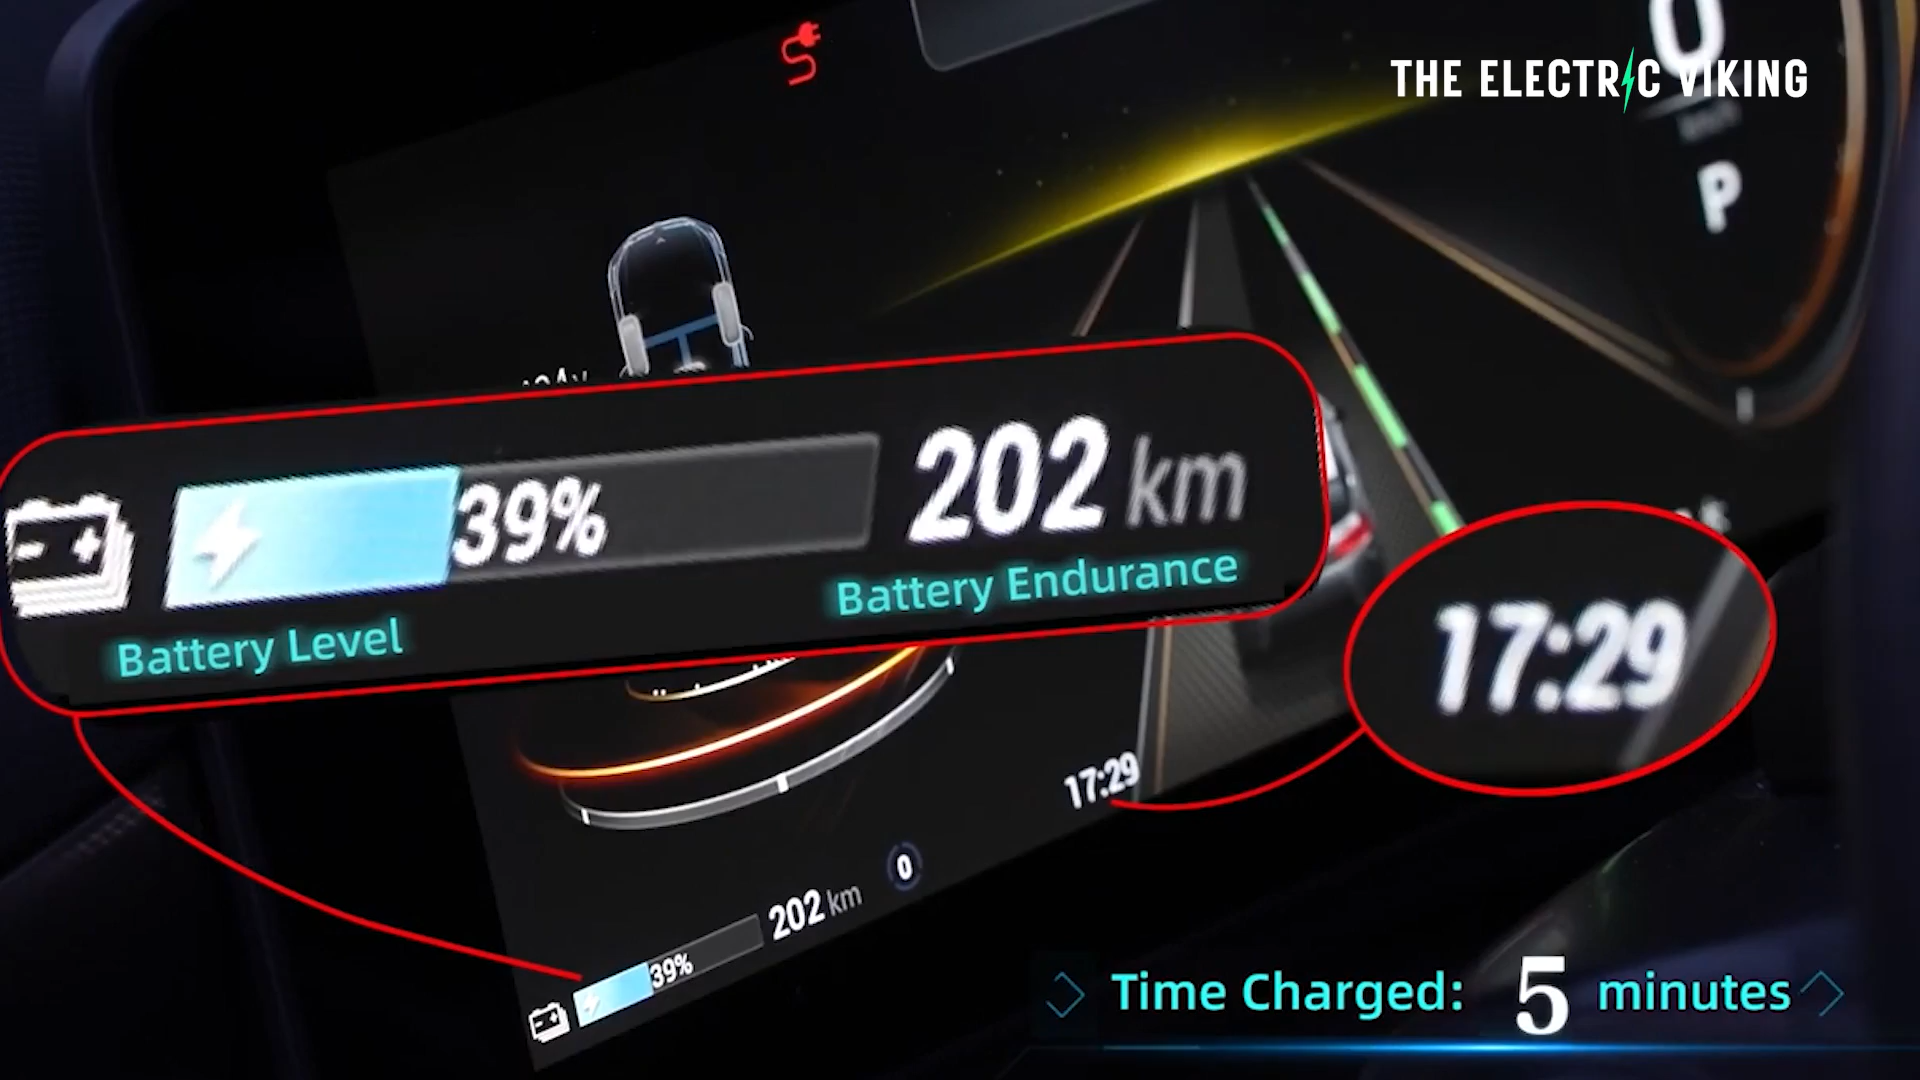 THE ELECTRIC VIKING
0
P
39%
202 km
Battery Endurance
Battery Level
17:29
17:29
0
202 km
39%
Time Charged: 5 minutes